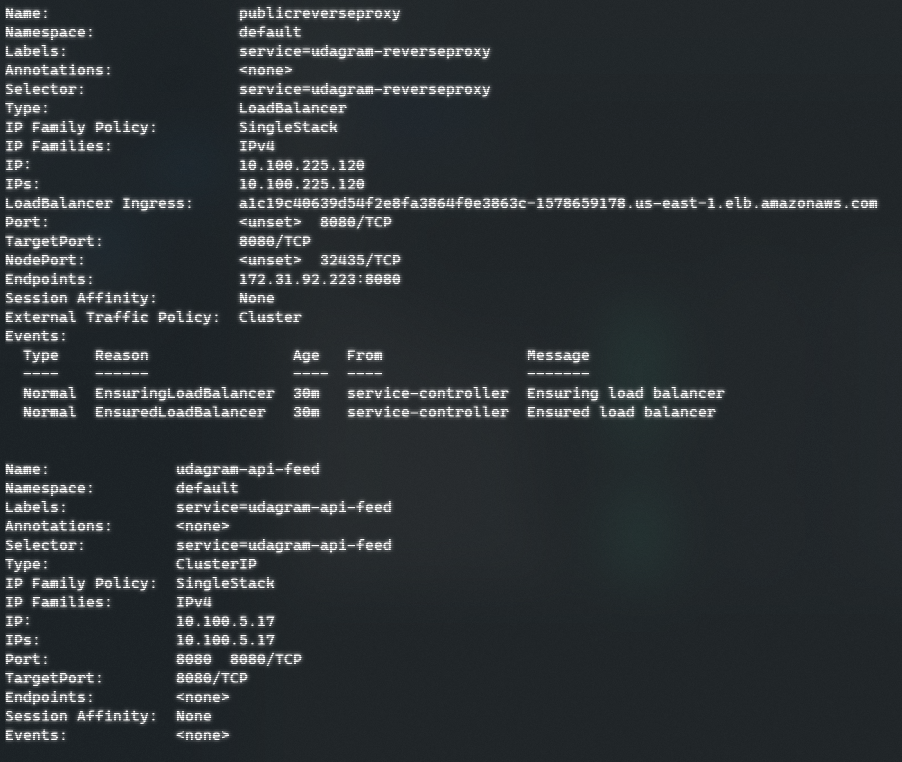 Name:                     publicreverseproxy
Namespace:                default
Labels:                   service=udagram-reverseproxy
Annotations:              <none>
Selector:                 service=udagram-reverseproxy
Type:                     LoadBalancer
IP Family Policy:         SingleStack
IP Families:              IPv4
IP:                       10.100.225.120
IPs:                      10.100.225.120
LoadBalancer Ingress:     a1c19c40639d54f2e8fa3864f0e3863c-1578659178.us-east-1.elb.amazonaws.com
Port:                     <unset>  8080/TCP
TargetPort:               8080/TCP
NodePort:                 <unset>  32435/TCP
Endpoints:                172.31.92.223:8080
Session Affinity:         None
External Traffic Policy:  Cluster
Events:
  Type    Reason                Age   From                Message
  ----    ------                ----  ----                -------
  Normal  EnsuringLoadBalancer  30m   service-controller  Ensuring load balancer
  Normal  EnsuredLoadBalancer   30m   service-controller  Ensured load balancer
Name:              udagram-api-feed
Namespace:         default
Labels:            service=udagram-api-feed
Annotations:       <none>
Selector:          service=udagram-api-feed
Type:              ClusterIP
IP Family Policy:  SingleStack
IP Families:       IPv4
IP:                10.100.5.17
IPs:               10.100.5.17
Port:              8080  8080/TCP
TargetPort:        8080/TCP
Endpoints:         <none>
Session Affinity:  None
Events:            <none>